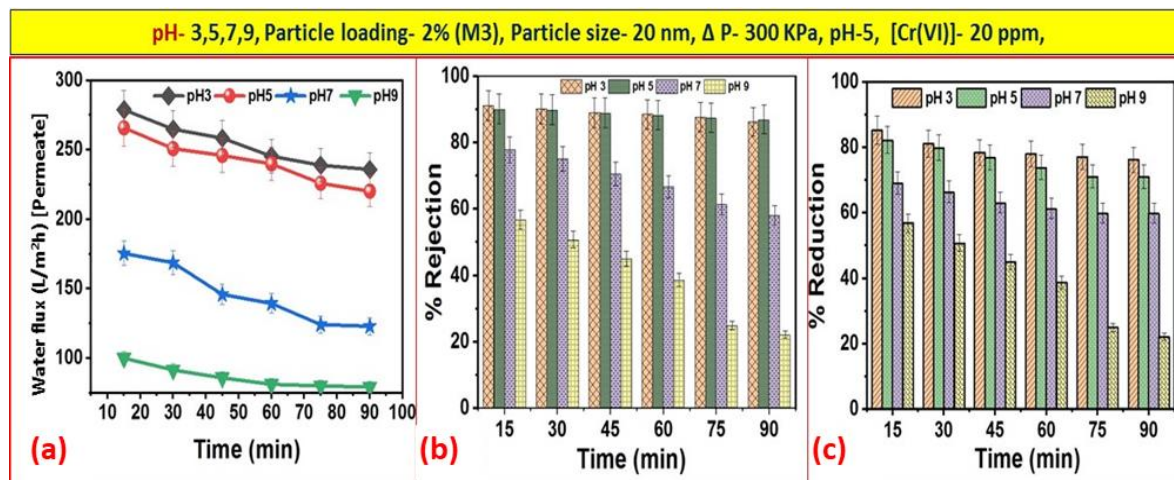 pH- 3,5,7,9, Particle loading- 2% (M3), Particle size- 20 nm, Δ P- 300 KPa, pH-5, [Cr(VI)]- 20 ppm,
Water flux (L/m²h) [Permeate]
300
250
200
150
100
pH3 pH5 pH7 pH9
10 20 30 40 50 60 70 80 90 100
Time (min)
(a)
% Rejection
100
80
60
40
20
0
pH 3 pH 5 pH 7 pH 9
15 30 45 60 75 90
Time (min)
(b)
% Reduction
100
80
60
40
20
0
pH 3 pH 5 pH 7 pH 9
15 30 45 60 75 90
Time (min)
(c)